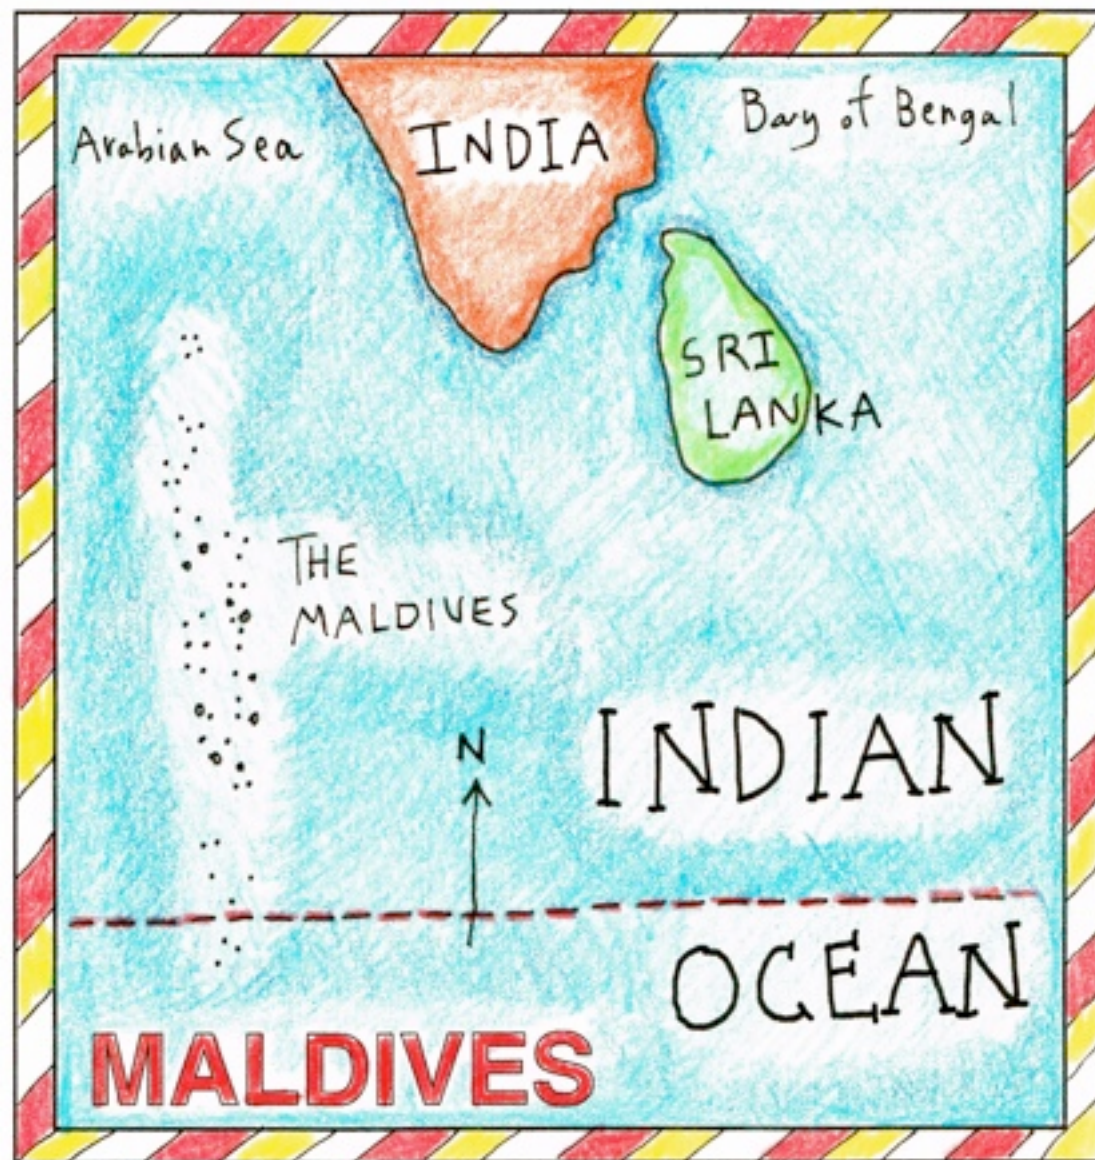 Arabian Sea
INDIA
Bay of Bengal
SRI
LANKA
THE
MALDIVES
N
INDIAN
OCEAN
MALDIVES